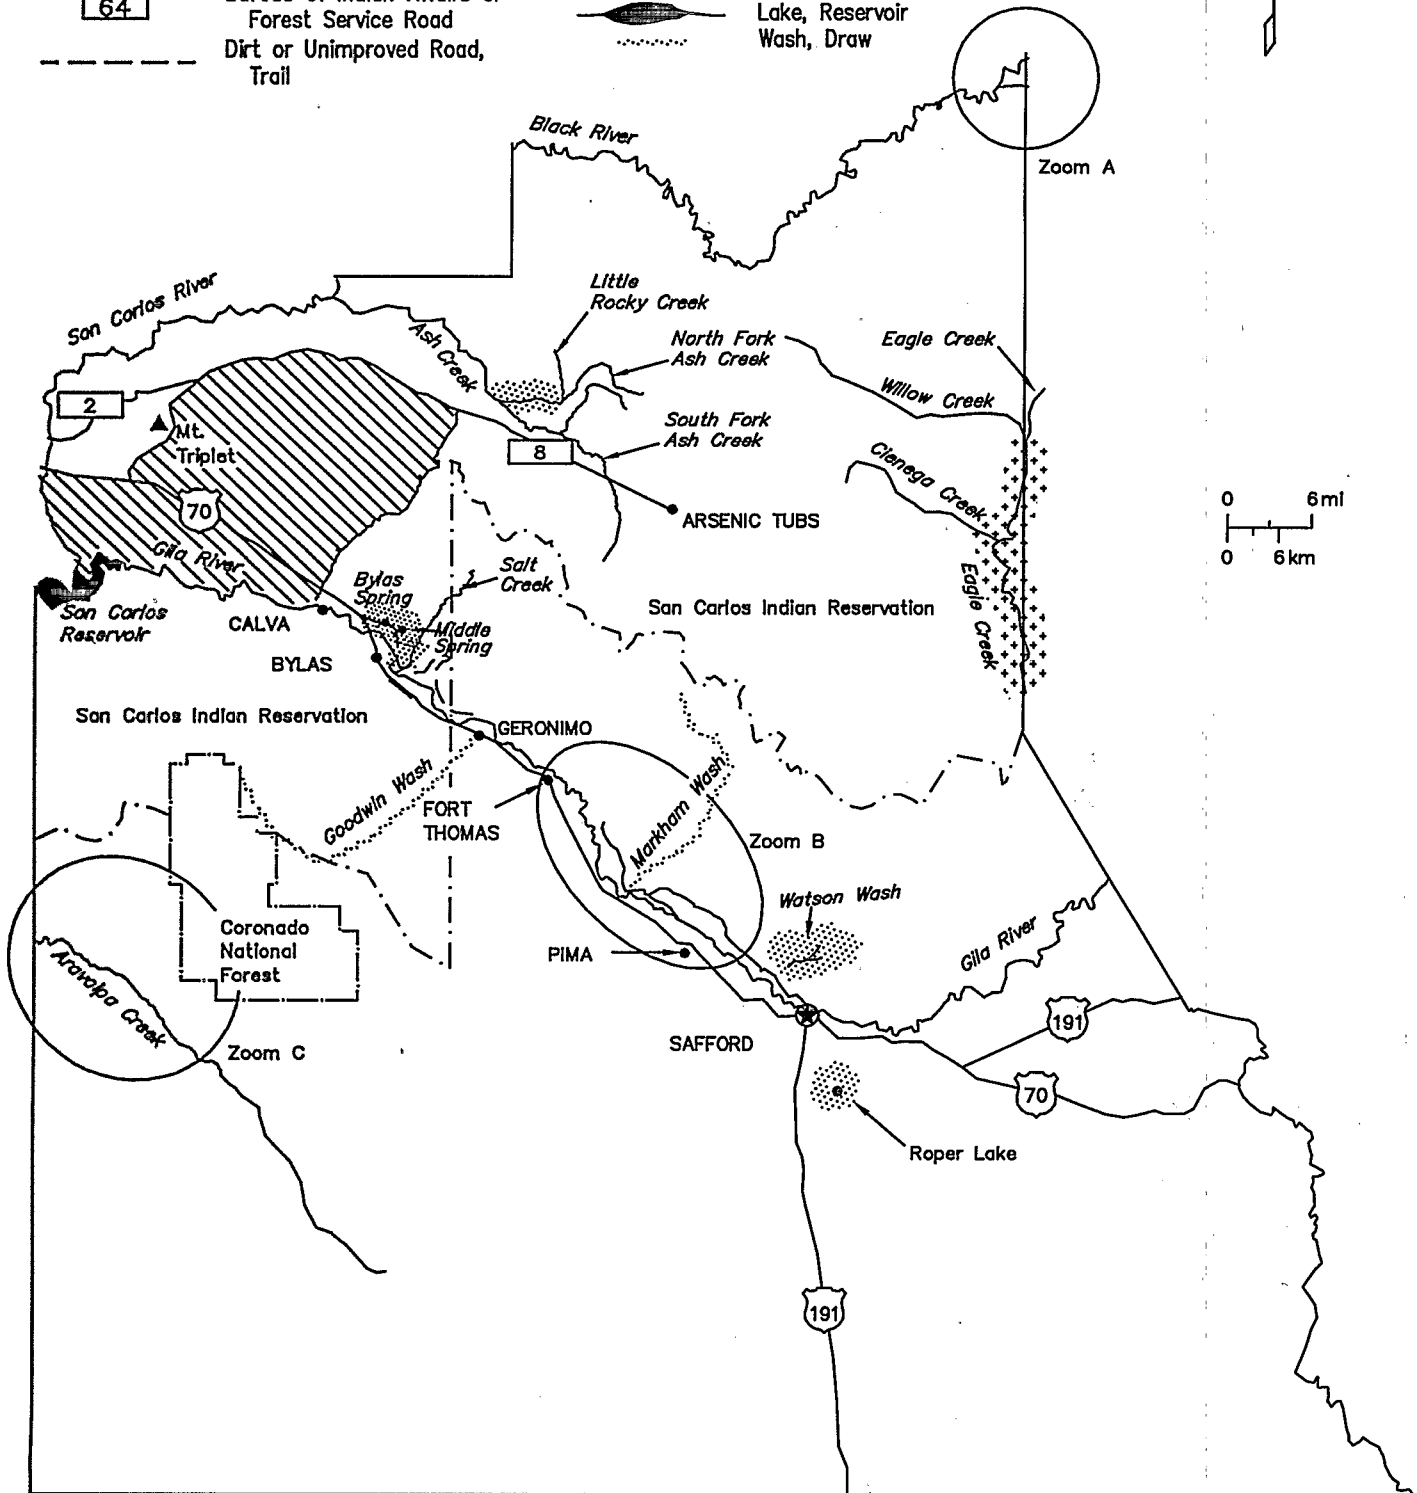 64
Forest Service Road
Dirt or Unimproved Road,
Trail
Lake, Reservoir
Wash, Draw
Zoom A
Black River
San Carlos River
Little
Rocky Creek
Ash Creek
North Fork
Ash Creek
Eagle Creek
Willow Creek
2
Mt.
Triplet
South Fork
Ash Creek
8
Cienega Creek
70
ARSENIC TUBS
0 6mi
0 6km
Gila River
Salt
Creek
Bylas
Spring
San Carlos Indian Reservation
Eagle Creek
San Carlos
Reservoir
CALVA
Middle
Spring
BYLAS
San Carlos Indian Reservation
GERONIMO
Goodwin Wash
FORT
THOMAS
Markham Wash
Zoom B
Watson Wash
Coronado
National
Forest
PIMA
Gila River
Aravaipa Creek
191
SAFFORD
Zoom C
70
Roper Lake
191